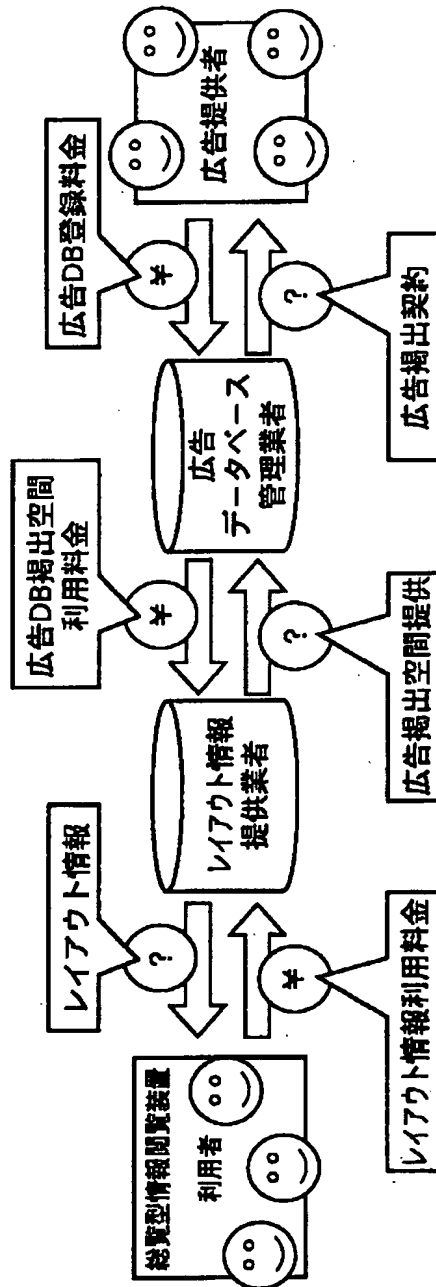 総覧型情報閲覧装置
利用者
レイアウト情報
?
¥
レイアウト情報利用料金
レイアウト情報
提供業者
広告DB掲出空間
利用料金
¥
?
広告掲出空間提供
広告
データベース
管理業者
広告DB登録料金
¥
?
広告掲出契約
広告提供者